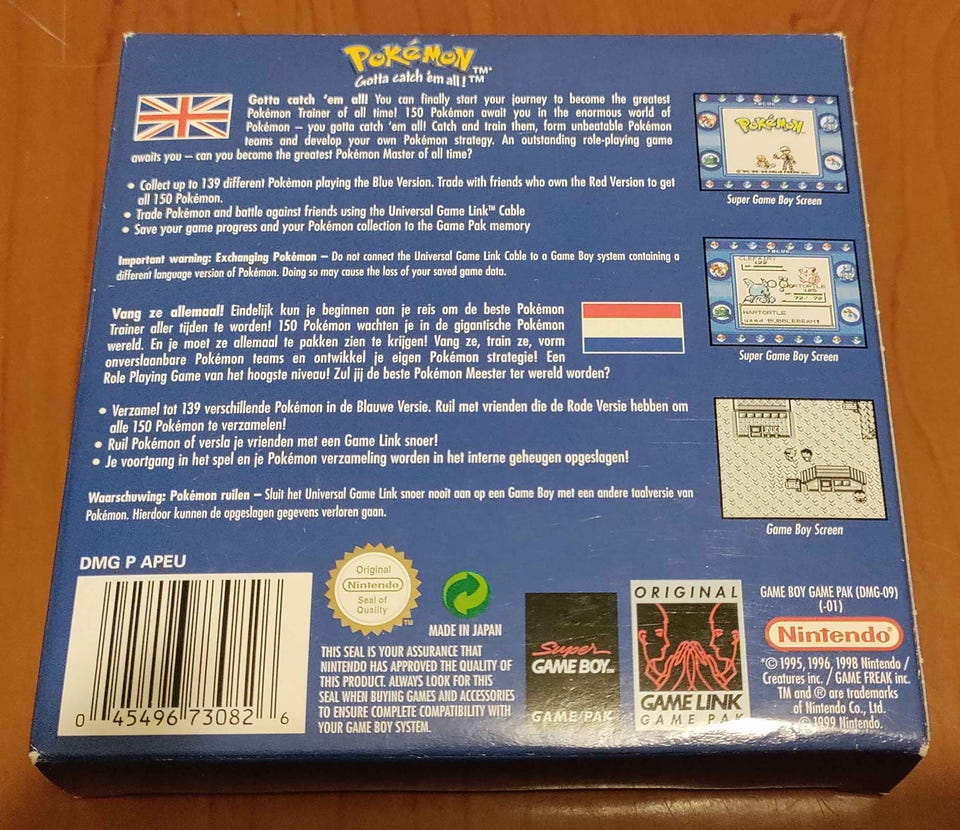 POKéMON™
Gotta catch 'em all!™
Gotta catch 'em all! You can finally start your journey to become the greatest
Pokémon Trainer of all time! 150 Pokémon await you in the enormous world of
Pokémon – you gotta catch 'em all! Catch and train them, form unbeatable Pokémon
teams and develop your own Pokémon strategy. An outstanding role-playing game
awaits you – can you become the greatest Pokémon Master of all time?
• Collect up to 139 different Pokémon playing the Blue Version. Trade with friends who own the Red Version to get
all 150 Pokémon.
• Trade Pokémon and battle against friends using the Universal Game Link™ Cable
• Save your game progress and your Pokémon collection to the Game Pak memory
Important warning: Exchanging Pokémon – Do not connect the Universal Game Link Cable to a Game Boy system containing a
different language version of Pokémon. Doing so may cause the loss of your saved game data.
Vang ze allemaal! Eindelijk kun je beginnen aan je reis om de beste Pokémon
Trainer aller tijden te worden! 150 Pokémon wachten je in de gigantische Pokémon
wereld. En je moet ze allemaal te pakken zien te krijgen! Vang ze, train ze, vorm
onverslaanbare Pokémon teams en ontwikkel je eigen Pokémon strategie! Een
Role Playing Game van het hoogste niveau! Zul jij de beste Pokémon Meester ter wereld worden?
• Verzamel tot 139 verschillende Pokémon in de Blauwe Versie. Ruil met vrienden die de Rode Versie hebben om
alle 150 Pokémon te verzamelen!
• Ruil Pokémon of versla je vrienden met een Game Link snoer!
• Je voortgang in het spel en je Pokémon verzameling worden in het interne geheugen opgeslagen!
Waarschuwing: Pokémon ruilen – Sluit het Universal Game Link snoer nooit aan op een Game Boy met een andere taalversie van
Pokémon. Hierdoor kunnen de opgeslagen gegevens verloren gaan.
BLUE
POKéMON
Super Game Boy Screen
BLUE
CLEFAIRY
WARTORTLE
72/ 72
WARTORTLE
used BUBBLEBEAM!
Super Game Boy Screen
Game Boy Screen
DMG P APEU
0 45496 73082 6
Original
Nintendo
Seal of
Quality
TM
MADE IN JAPAN
THIS SEAL IS YOUR ASSURANCE THAT
NINTENDO HAS APPROVED THE QUALITY OF
THIS PRODUCT. ALWAYS LOOK FOR THIS
SEAL WHEN BUYING GAMES AND ACCESSORIES
TO ENSURE COMPLETE COMPATIBILITY WITH
YOUR GAME BOY SYSTEM.
Super
GAME BOY™
GAME PAK
ORIGINAL
GAME LINK
GAME PAK
GAME BOY GAME PAK (DMG-09)
(-01)
Nintendo®
"© 1995, 1996, 1998 Nintendo /
Creatures inc. / GAME FREAK inc.
TM and ® are trademarks
of Nintendo Co., Ltd.
© 1999 Nintendo.